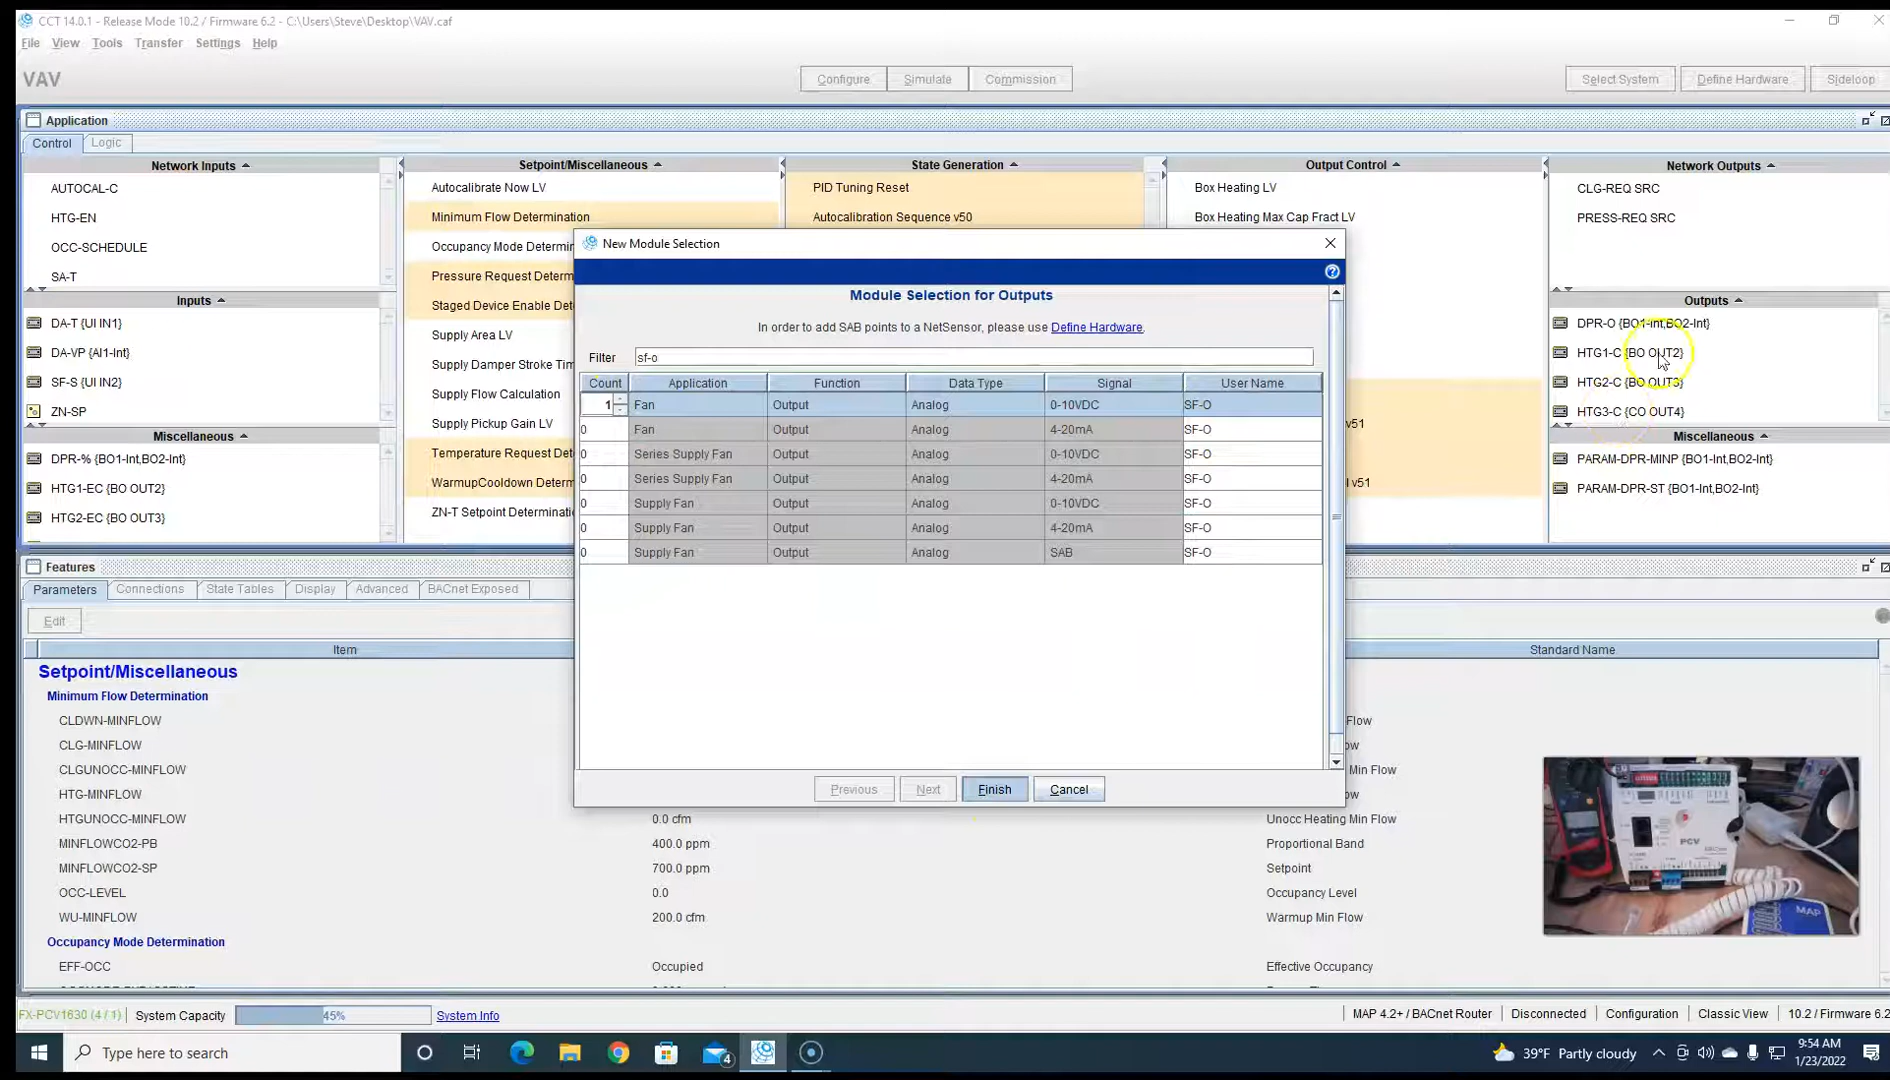 CCT 14.0.1 - Release Mode 10.2 / Firmware 6.2 - C:\Users\Steve\Desktop\VAV.caf
File View Tools Transfer Settings Help
VAV
Configure Simulate Commission
Select System Define Hardware Sideloop
Application
Control Logic
Network Inputs
AUTOCAL-C
HTG-EN
OCC-SCHEDULE
SA-T
Inputs
DA-T {UI IN1}
DA-VP {AI1-Int}
SF-S {UI IN2}
ZN-SP
Miscellaneous
DPR-% {BO1-Int,BO2-Int}
HTG1-EC {BO OUT2}
HTG2-EC {BO OUT3}
Setpoint/Miscellaneous
Autocalibrate Now LV
Minimum Flow Determination
Occupancy Mode Determin
Pressure Request Determ
Staged Device Enable Det
Supply Area LV
Supply Damper Stroke Tim
Supply Flow Calculation
Supply Pickup Gain LV
Temperature Request Det
WarmupCooldown Determ
ZN-T Setpoint Determinati
State Generation
PID Tuning Reset
Autocalibration Sequence v50
Output Control
Box Heating LV
Box Heating Max Cap Fract LV
v51
l v51
Network Outputs
CLG-REQ SRC
PRESS-REQ SRC
Outputs
DPR-O {BO1-Int,BO2-Int}
HTG1-C {BO OUT2}
HTG2-C {BO OUT3}
HTG3-C {CO OUT4}
Miscellaneous
PARAM-DPR-MINP {BO1-Int,BO2-Int}
PARAM-DPR-ST {BO1-Int,BO2-Int}
New Module Selection
Module Selection for Outputs
In order to add SAB points to a NetSensor, please use Define Hardware.
Filter sf-o
Count Application Function Data Type Signal User Name
1 Fan Output Analog 0-10VDC SF-O
0 Fan Output Analog 4-20mA SF-O
0 Series Supply Fan Output Analog 0-10VDC SF-O
0 Series Supply Fan Output Analog 4-20mA SF-O
0 Supply Fan Output Analog 0-10VDC SF-O
0 Supply Fan Output Analog 4-20mA SF-O
0 Supply Fan Output Analog SAB SF-O
Previous Next Finish Cancel
Features
Parameters Connections State Tables Display Advanced BACnet Exposed
Edit
Item Standard Name
Setpoint/Miscellaneous
Minimum Flow Determination
CLDWN-MINFLOW Flow
CLG-MINFLOW ow
CLGUNOCC-MINFLOW Min Flow
HTG-MINFLOW ow
HTGUNOCC-MINFLOW 0.0 cfm Unocc Heating Min Flow
MINFLOWCO2-PB 400.0 ppm Proportional Band
MINFLOWCO2-SP 700.0 ppm Setpoint
OCC-LEVEL 0.0 Occupancy Level
WU-MINFLOW 200.0 cfm Warmup Min Flow
Occupancy Mode Determination
EFF-OCC Occupied Effective Occupancy
PCV
MAP
FX-PCV1630 (4 / 1) System Capacity 45% System Info
MAP 4.2+ / BACnet Router Disconnected Configuration Classic View 10.2 / Firmware 6.2
Type here to search
4
39°F Partly cloudy
9:54 AM
1/23/2022